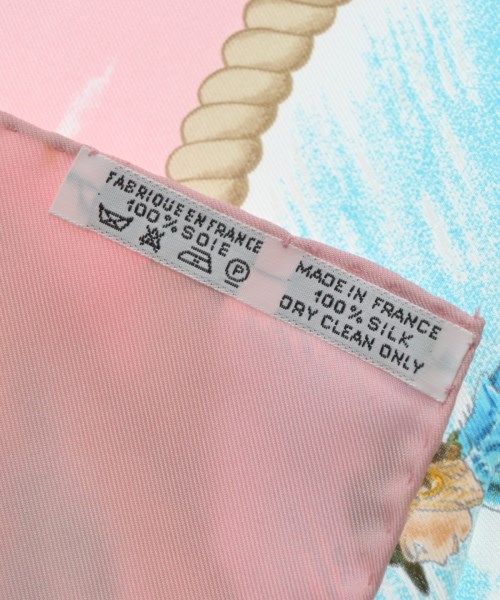 FABRIQUE EN FRANCE
100% SOIE
P
MADE IN FRANCE
100% SILK
DRY CLEAN ONLY